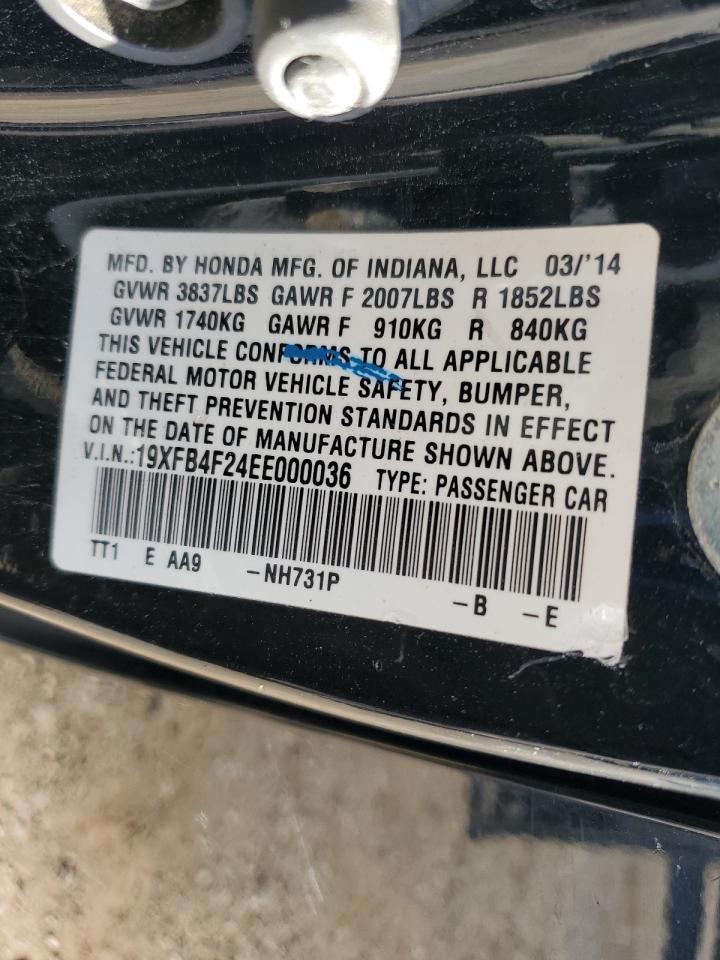 MFD. BY HONDA MFG. OF INDIANA, LLC 03/'14
GVWR 3837LBS GAWR F 2007LBS R 1852LBS
GVWR 1740KG GAWR F 910KG R 840KG
THIS VEHICLE CONFORMS TO ALL APPLICABLE
FEDERAL MOTOR VEHICLE SAFETY, BUMPER,
AND THEFT PREVENTION STANDARDS IN EFFECT
ON THE DATE OF MANUFACTURE SHOWN ABOVE.
V.I.N.:19XFB4F24EE000036 TYPE: PASSENGER CAR
TT1 E AA9 -NH731P -B -E